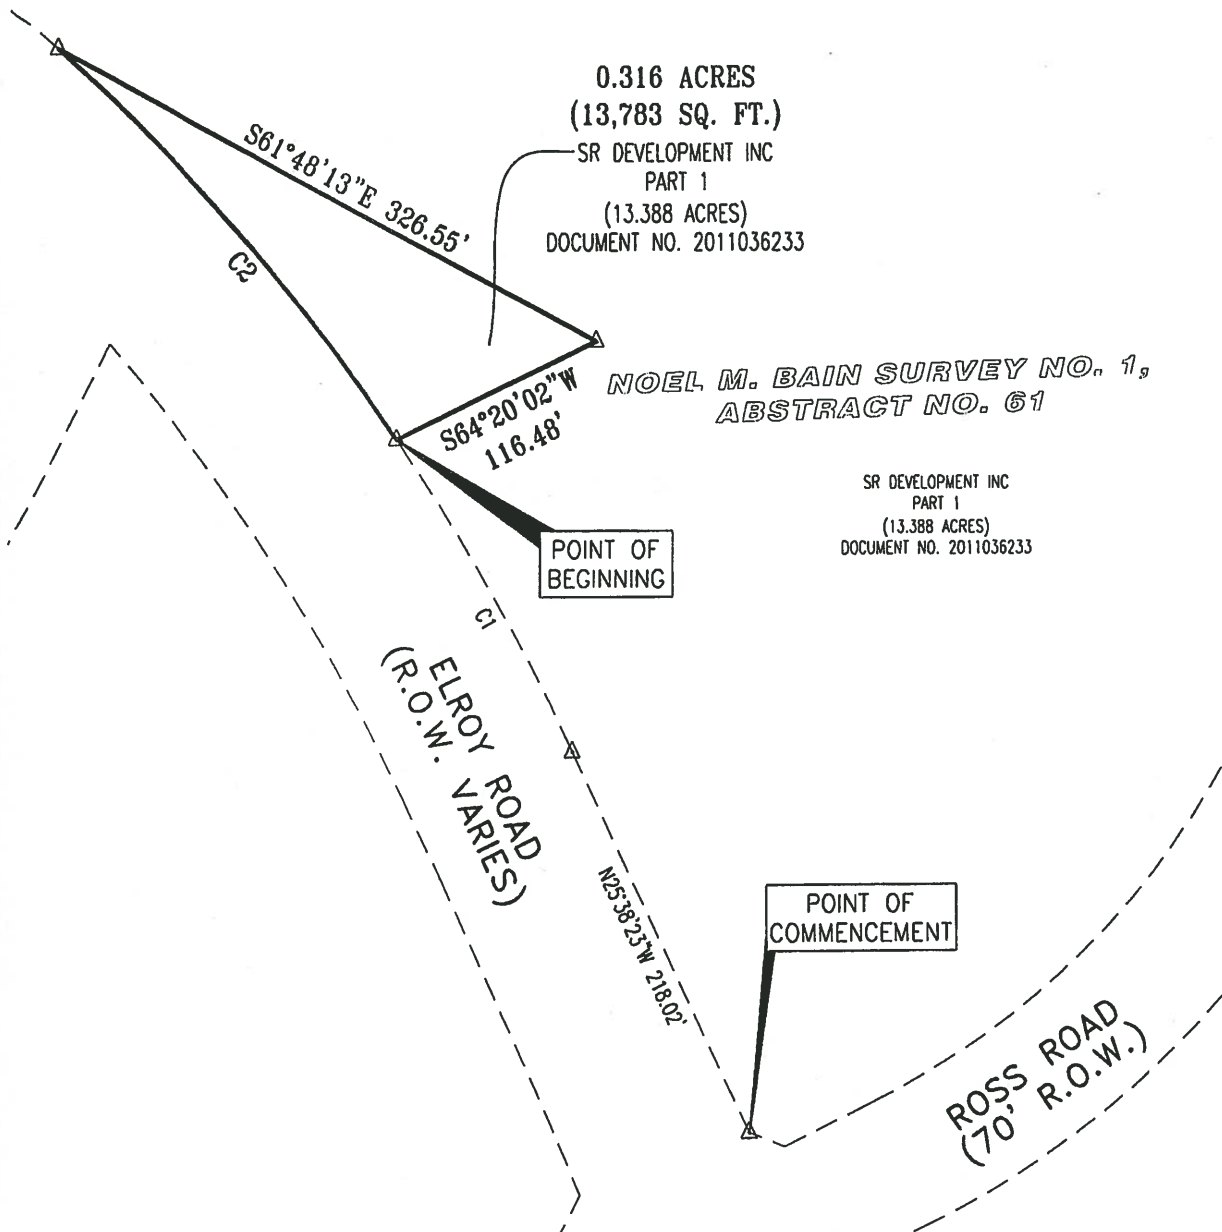 0.316 ACRES
(13,783 SQ. FT.)
SR DEVELOPMENT INC
PART 1
(13.388 ACRES)
DOCUMENT NO. 2011036233
S61°48'13"E 326.55'
C2
NOEL M. BAIN SURVEY NO. 1,
ABSTRACT NO. 61
S64°20'02"W
116.48'
SR DEVELOPMENT INC
PART 1
(13.388 ACRES)
DOCUMENT NO. 2011036233
POINT OF
BEGINNING
C1
ELROY ROAD
(R.O.W. VARIES)
N25°38'23"W 218.02'
POINT OF
COMMENCEMENT
ROSS ROAD
(70' R.O.W.)